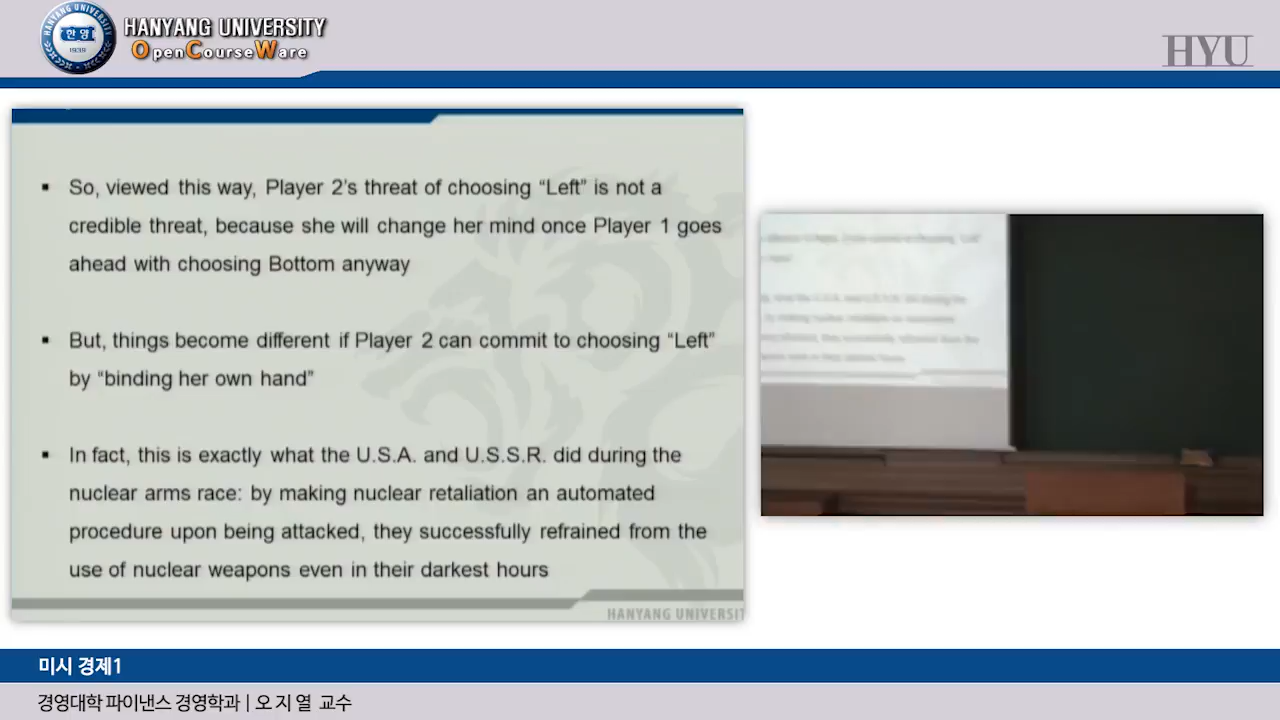 HANYANG UNIVERSITY
OpenCourseWare
한양
1939
HYU
▪ So, viewed this way, Player 2's threat of choosing “Left” is not a
credible threat, because she will change her mind once Player 1 goes
ahead with choosing Bottom anyway
▪ But, things become different if Player 2 can commit to choosing “Left”
by “binding her own hand”
▪ In fact, this is exactly what the U.S.A. and U.S.S.R. did during the
nuclear arms race: by making nuclear retaliation an automated
procedure upon being attacked, they successfully refrained from the
use of nuclear weapons even in their darkest hours
HANYANG UNIVERSIT
미시 경제1
경영대학 파이낸스 경영학과 | 오 지 열 교수